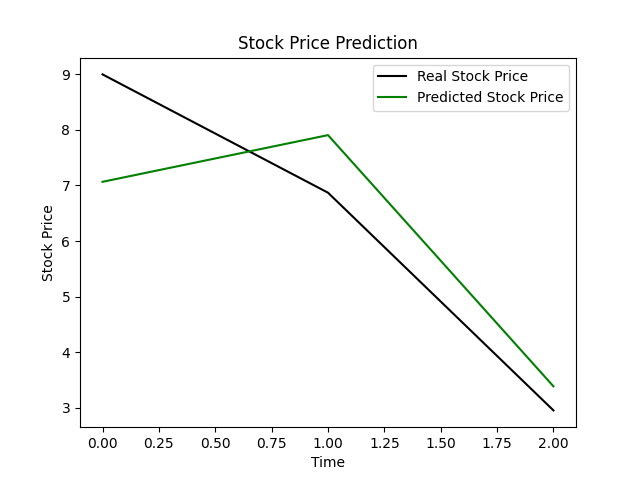 Stock Price Prediction
Real Stock Price
Predicted Stock Price
Stock Price
9
8
7
6
5
4
3
0.00 0.25 0.50 0.75 1.00 1.25 1.50 1.75 2.00
Time